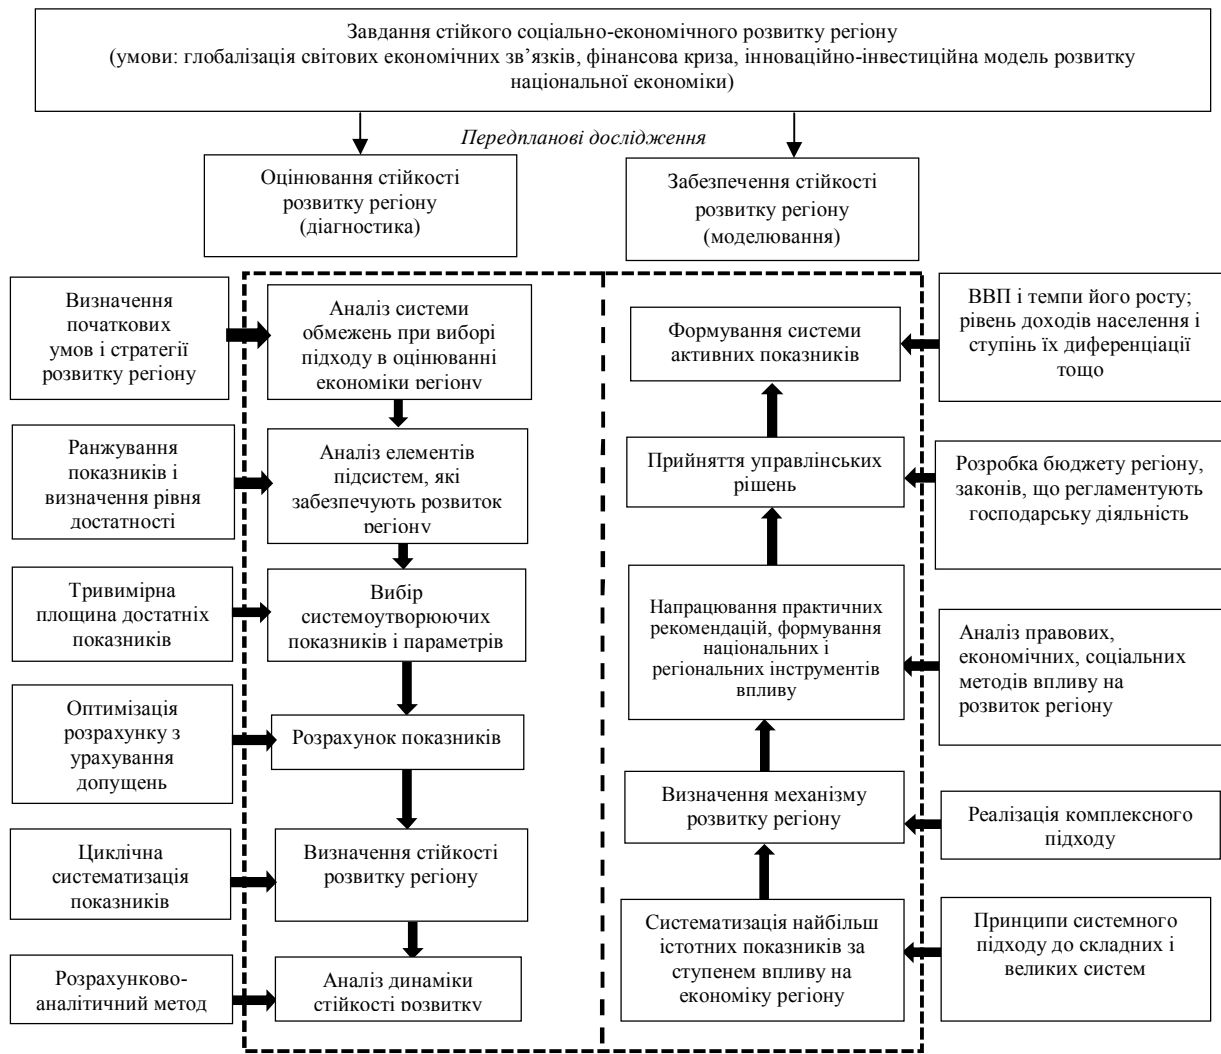 Завдання стійкого соціально-економічного розвитку регіону
(умови: глобалізація світових економічних зв’язків, фінансова криза, інноваційно-інвестиційна модель розвитку
національної економіки)
Передпланові дослідження
Оцінювання стійкості
розвитку регіону
(діагностика)
Забезпечення стійкості
розвитку регіону
(моделювання)
Визначення
початкових
умов і стратегії
розвитку регіону
Аналіз системи
обмежень при виборі
підходу в оцінюванні
економіки регіону
Формування системи
активних показників
ВВП і темпи його росту;
рівень доходів населення і
ступінь їх диференціації
тощо
Ранжування
показників і
визначення рівня
достатності
Аналіз елементів
підсистем, які
забезпечують розвиток
регіону
Прийняття управлінських
рішень
Розробка бюджету регіону,
законів, що регламентують
господарську діяльність
Тривимірна
площина достатніх
показників
Вибір
системоутворюючих
показників і параметрів
Напрацювання практичних
рекомендацій, формування
національних і
регіональних інструментів
впливу
Аналіз правових,
економічних, соціальних
методів впливу на
розвиток регіону
Оптимізація
розрахунку з
урахування
допущень
Розрахунок показників
Визначення механізму
розвитку регіону
Реалізація комплексного
підходу
Циклічна
систематизація
показників
Визначення стійкості
розвитку регіону
Систематизація найбільш
істотних показників за
ступенем впливу на
економіку регіону
Принципи системного
підходу до складних і
великих систем
Розрахунково-
аналітичний метод
Аналіз динаміки
стійкості розвитку